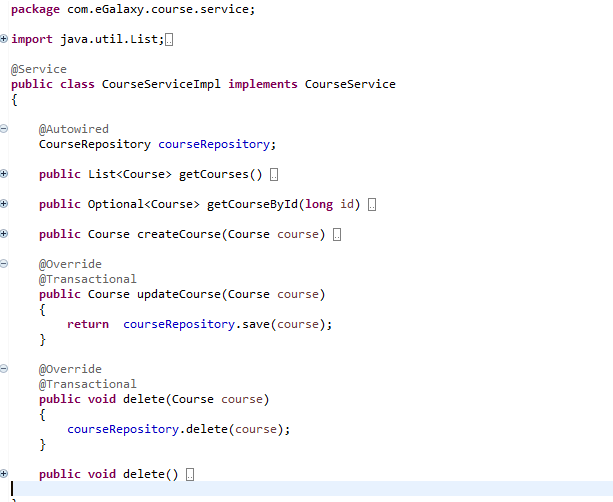 package com.eGalaxy.course.service;
import java.util.List;
@Service
public class CourseServiceImpl implements CourseService
{
@Autowired
CourseRepository courseRepository;
public List<Course> getCourses()
public Optional<Course> getCourseById(long id)
public Course createCourse(Course course)
@Override
@Transactional
public Course updateCourse(Course course)
{
return  courseRepository.save(course);
}
@Override
@Transactional
public void delete(Course course)
{
courseRepository.delete(course);
}
public void delete()